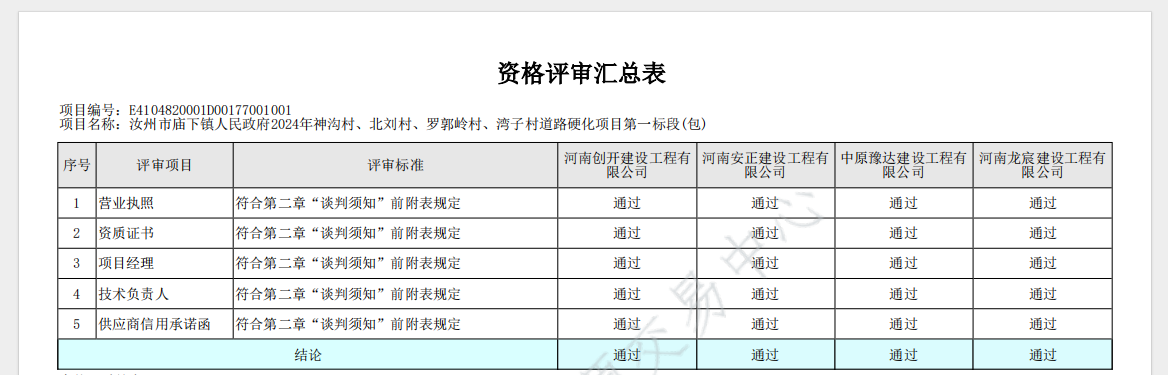 资格评审汇总表
项目编号：E4104820001D00177001001
项目名称：汝州市庙下镇人民政府2024年神沟村、北刘村、罗郭岭村、湾子村道路硬化项目第一标段(包)
序号 评审项目 评审标准 河南创开建设工程有限公司 河南安正建设工程有限公司 中原豫达建设工程有限公司 河南龙宸建设工程有限公司
1 营业执照 符合第二章“谈判须知”前附表规定 通过 通过 通过 通过
2 资质证书 符合第二章“谈判须知”前附表规定 通过 通过 通过 通过
3 项目经理 符合第二章“谈判须知”前附表规定 通过 通过 通过 通过
4 技术负责人 符合第二章“谈判须知”前附表规定 通过 通过 通过 通过
5 供应商信用承诺函 符合第二章“谈判须知”前附表规定 通过 通过 通过 通过
结论 通过 通过 通过 通过
源交易中心